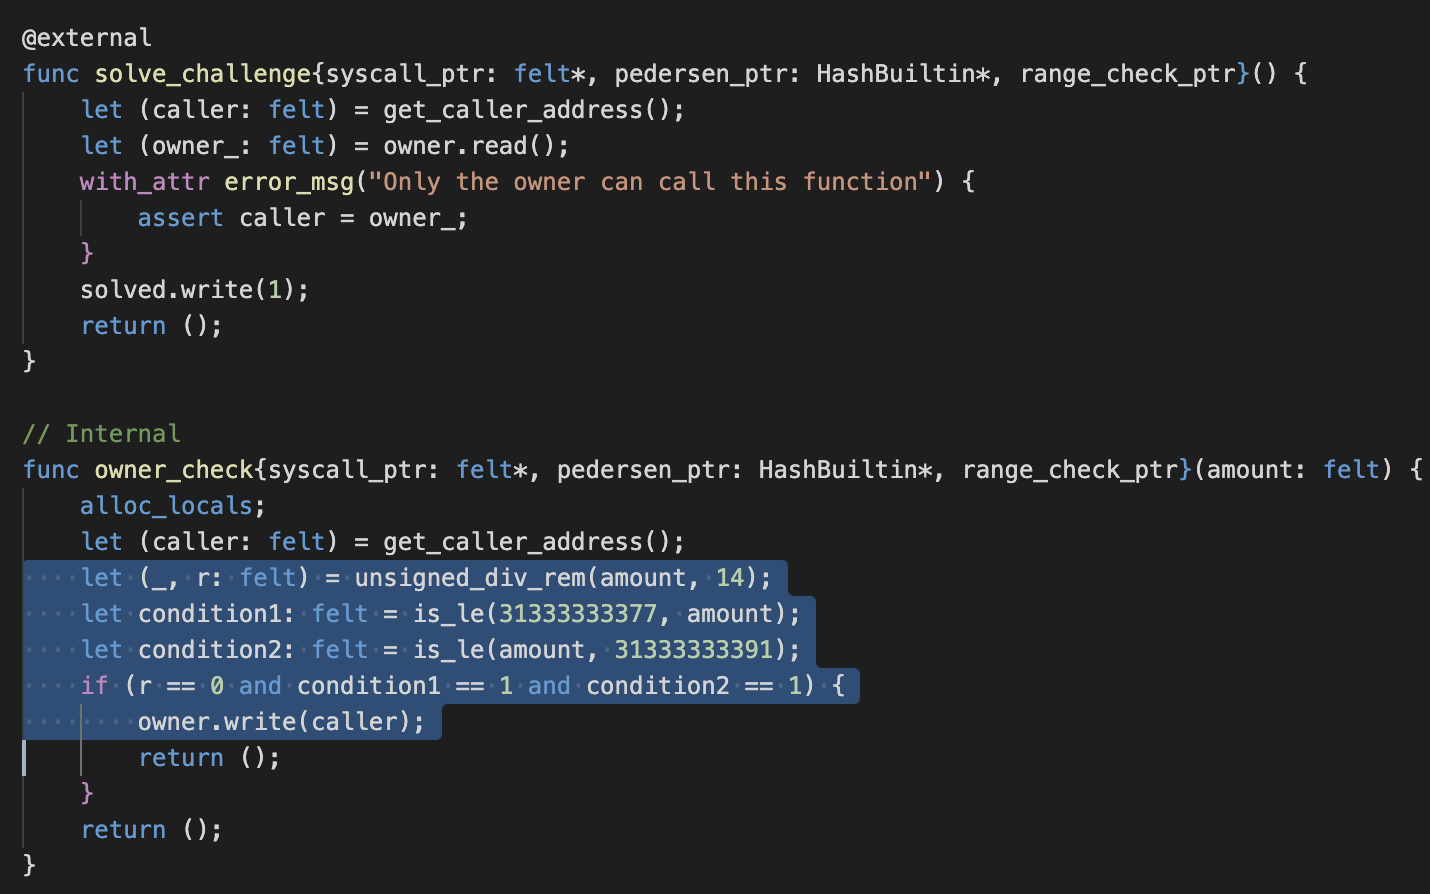 @external
func solve_challenge{syscall_ptr: felt*, pedersen_ptr: HashBuiltin*, range_check_ptr}() {
    let (caller: felt) = get_caller_address();
    let (owner_: felt) = owner.read();
    with_attr error_msg("Only the owner can call this function") {
        assert caller = owner_;
    }
    solved.write(1);
    return ();
}

// Internal
func owner_check{syscall_ptr: felt*, pedersen_ptr: HashBuiltin*, range_check_ptr}(amount: felt) {
    alloc_locals;
    let (caller: felt) = get_caller_address();
    let (_, r: felt) = unsigned_div_rem(amount, 14);
    let condition1: felt = is_le(31333333377, amount);
    let condition2: felt = is_le(amount, 31333333391);
    if (r == 0 and condition1 == 1 and condition2 == 1) {
        owner.write(caller);
        return ();
    }
    return ();
}